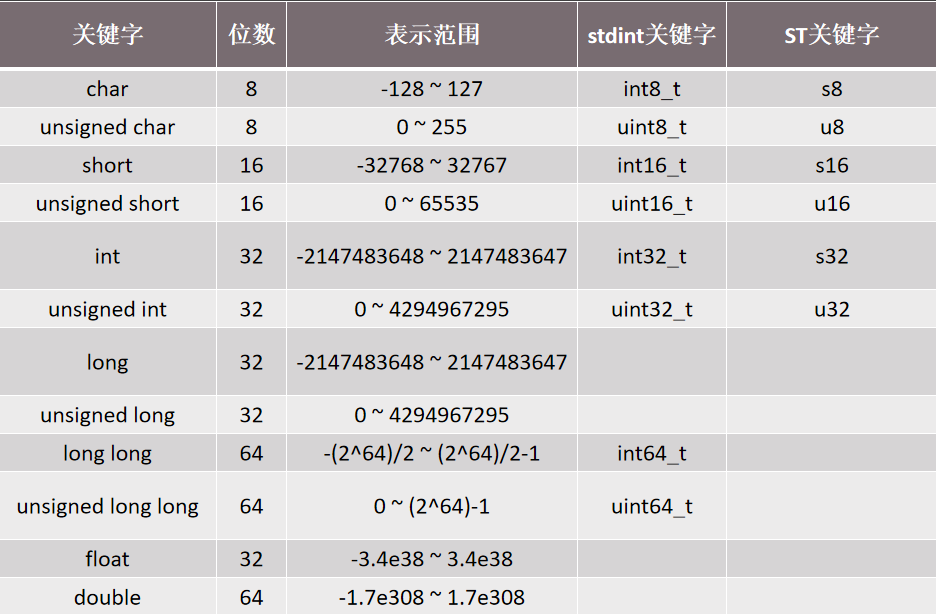 关键字 位数 表示范围 stdint关键字 ST关键字
char 8 -128 ~ 127 int8_t s8
unsigned char 8 0 ~ 255 uint8_t u8
short 16 -32768 ~ 32767 int16_t s16
unsigned short 16 0 ~ 65535 uint16_t u16
int 32 -2147483648 ~ 2147483647 int32_t s32
unsigned int 32 0 ~ 4294967295 uint32_t u32
long 32 -2147483648 ~ 2147483647
unsigned long 32 0 ~ 4294967295
long long 64 -(2^64)/2 ~ (2^64)/2-1 int64_t
unsigned long long 64 0 ~ (2^64)-1 uint64_t
float 32 -3.4e38 ~ 3.4e38
double 64 -1.7e308 ~ 1.7e308